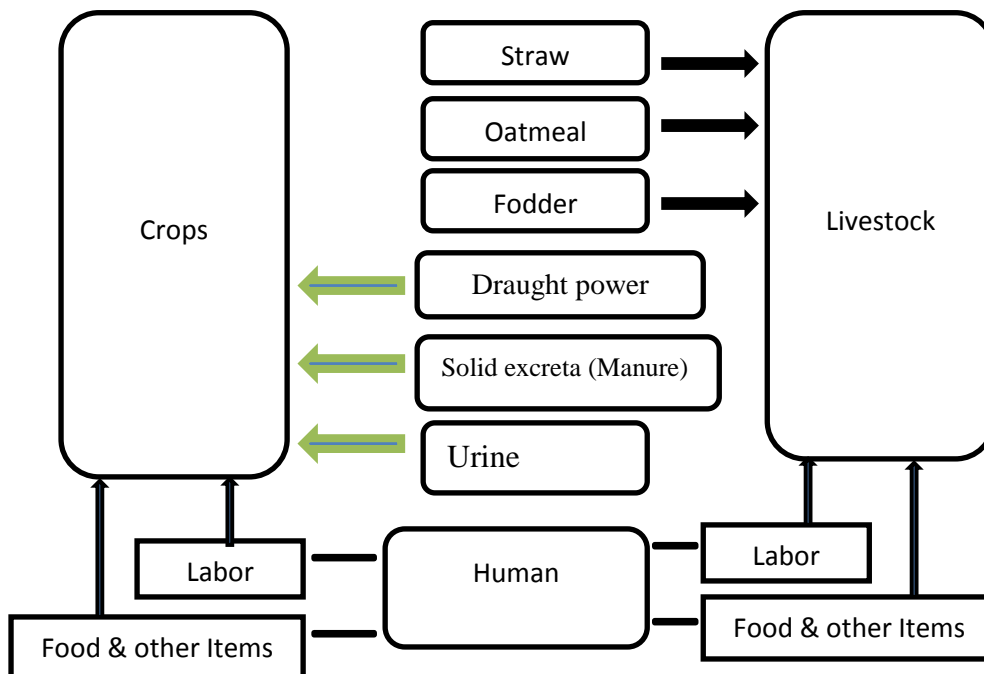 Crops
Straw
Oatmeal
Fodder
Draught power
Solid excreta (Manure)
Urine
Livestock
Labor
Human
Labor
Food & other Items
Food & other Items